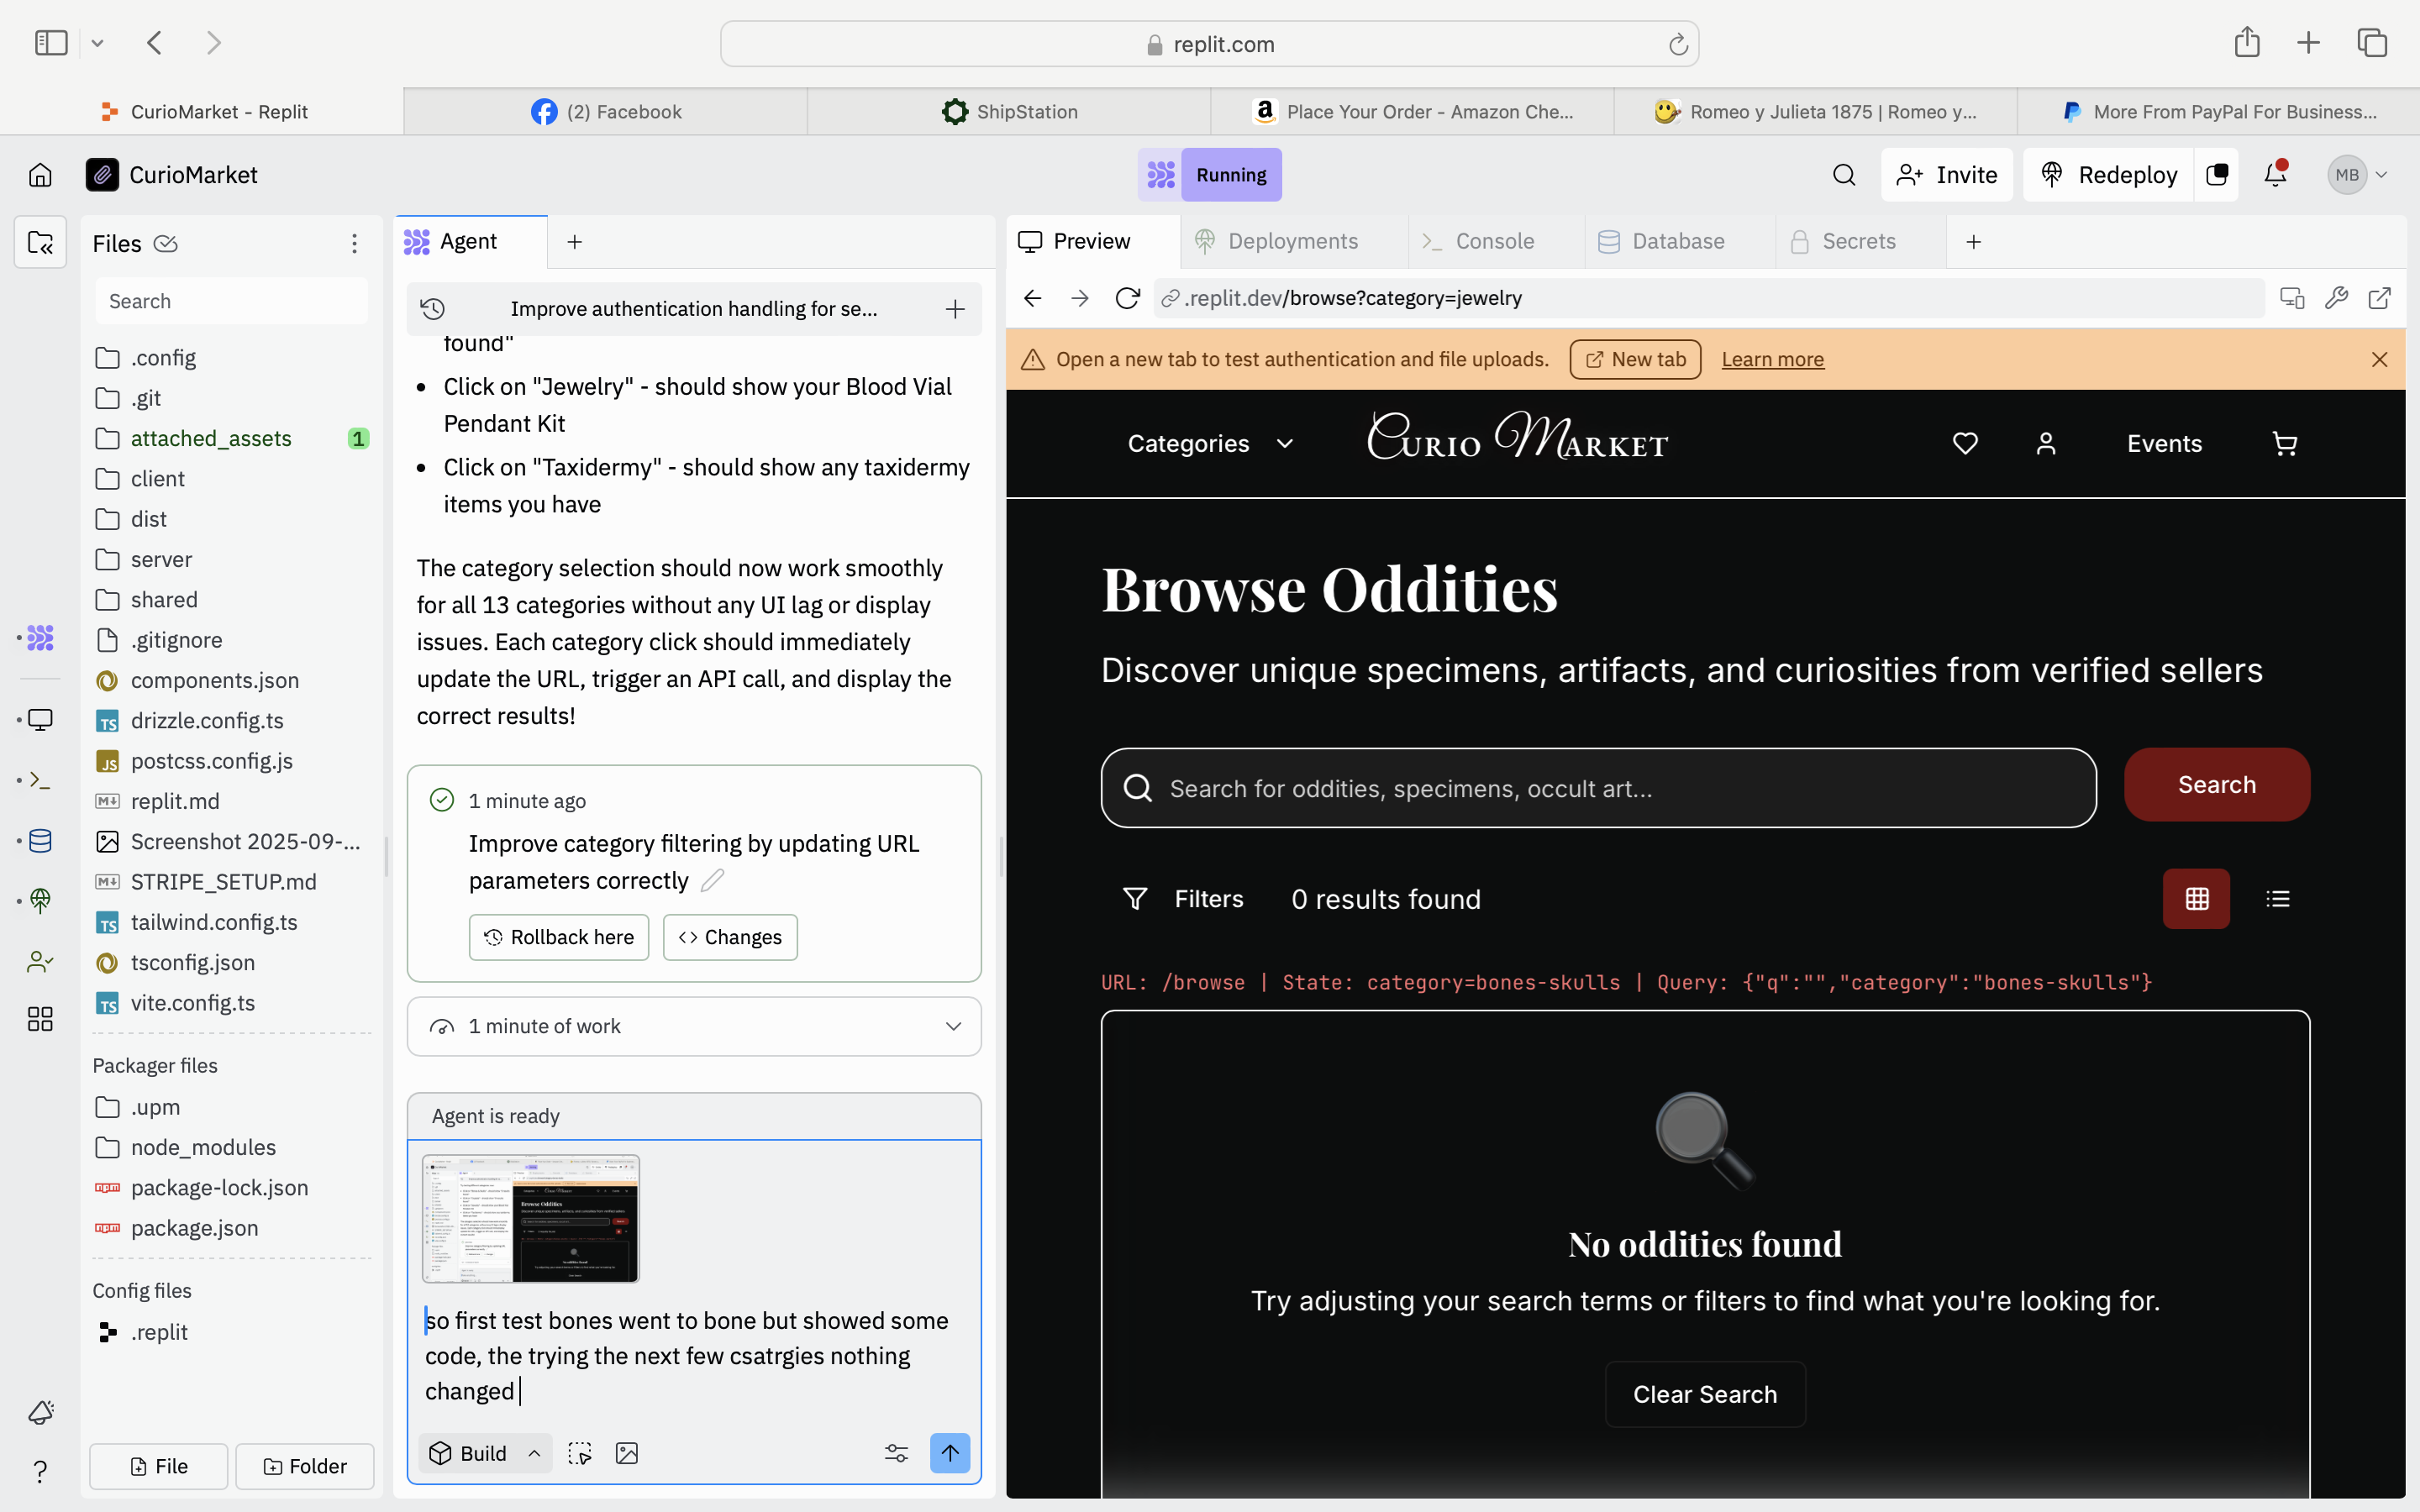 replit.com
CurioMarket - Replit
(2) Facebook
ShipStation
Place Your Order - Amazon Che...
Romeo y Julieta 1875 | Romeo y...
More From PayPal For Business...
CurioMarket
Running
Invite
Redeploy
MB
Files
Search
.config
.git
attached_assets 1
client
dist
server
shared
.gitignore
components.json
drizzle.config.ts
postcss.config.js
replit.md
Screenshot 2025-09-...
STRIPE_SETUP.md
tailwind.config.ts
tsconfig.json
vite.config.ts
Packager files
.upm
node_modules
package-lock.json
package.json
Config files
.replit
File
Folder
Agent
Improve authentication handling for se...
found"
• Click on "Jewelry" - should show your Blood Vial
Pendant Kit
• Click on "Taxidermy" - should show any taxidermy
items you have
The category selection should now work smoothly
for all 13 categories without any UI lag or display
issues. Each category click should immediately
update the URL, trigger an API call, and display the
correct results!
1 minute ago
Improve category filtering by updating URL
parameters correctly
Rollback here
Changes
1 minute of work
Agent is ready
so first test bones went to bone but showed some
code, the trying the next few csatrgies nothing
changed
Build
Preview
Deployments
Console
Database
Secrets
.replit.dev/browse?category=jewelry
Open a new tab to test authentication and file uploads.
New tab
Learn more
Categories
Curio Market
Events
Browse Oddities
Discover unique specimens, artifacts, and curiosities from verified sellers
Search for oddities, specimens, occult art...
Search
Filters
0 results found
URL: /browse | State: category=bones-skulls | Query: {"q":"","category":"bones-skulls"}
No oddities found
Try adjusting your search terms or filters to find what you're looking for.
Clear Search